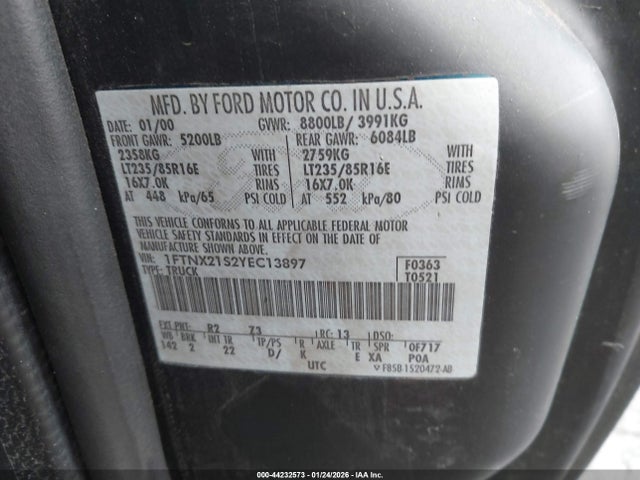 MFD. BY FORD MOTOR CO. IN U.S.A.
DATE: 01/00 GVWR: 8800LB/ 3991KG
FRONT GAWR: 5200LB REAR GAWR: 6084LB
2358KG WITH 2759KG WITH
LT235/85R16E TIRES LT235/85R16E TIRES
16X7.0K RIMS 16X7.0K RIMS
AT 448 kPa/65 PSI COLD AT 552 kPa/80 PSI COLD
THIS VEHICLE CONFORMS TO ALL APPLICABLE FEDERAL MOTOR
VEHICLE SAFETY STANDARDS IN EFFECT ON THE DATE OF
MANUFACTURE SHOWN ABOVE.
VIN: 1FTNX21S2YEC13897 F0363
TYPE: TRUCK T0521
EXT PNT: R2 Z3 RC: 13 DSO:
WB BRK INT TR TP/PS R AXLE TR SPR 0F717
142 2 22 D/ K E XA P0A
UTC F85B 1520472-AB
000-44232573 - 01/24/2026 - IAA Inc.